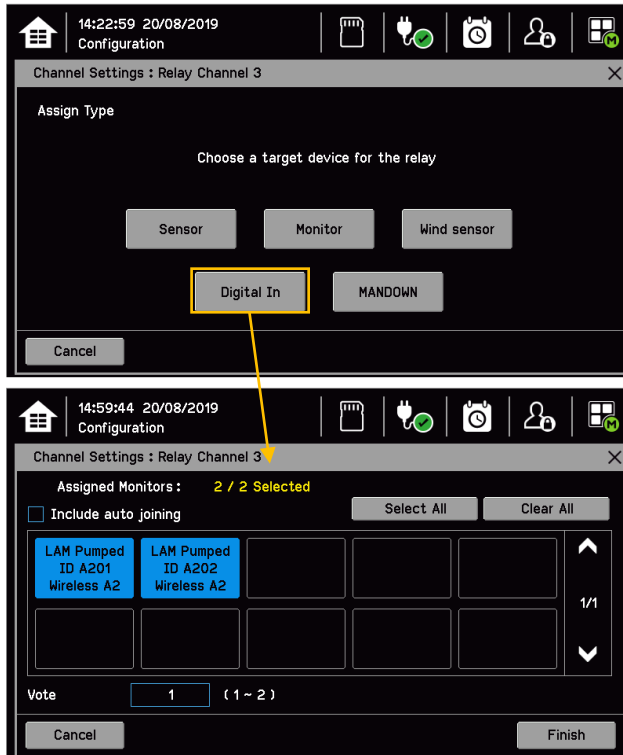 14:22:59 20/08/2019
Configuration
M
Channel Settings : Relay Channel 3
Assign Type
Choose a target device for the relay
Sensor
Monitor
Wind sensor
Digital In
MANDOWN
Cancel
14:59:44 20/08/2019
Configuration
M
Channel Settings : Relay Channel 3
Assigned Monitors : 2 / 2 Selected
Include auto joining
Select All
Clear All
LAM Pumped
ID A201
Wireless A2
LAM Pumped
ID A202
Wireless A2
1/1
Vote 1 ( 1 ~ 2 )
Cancel
Finish